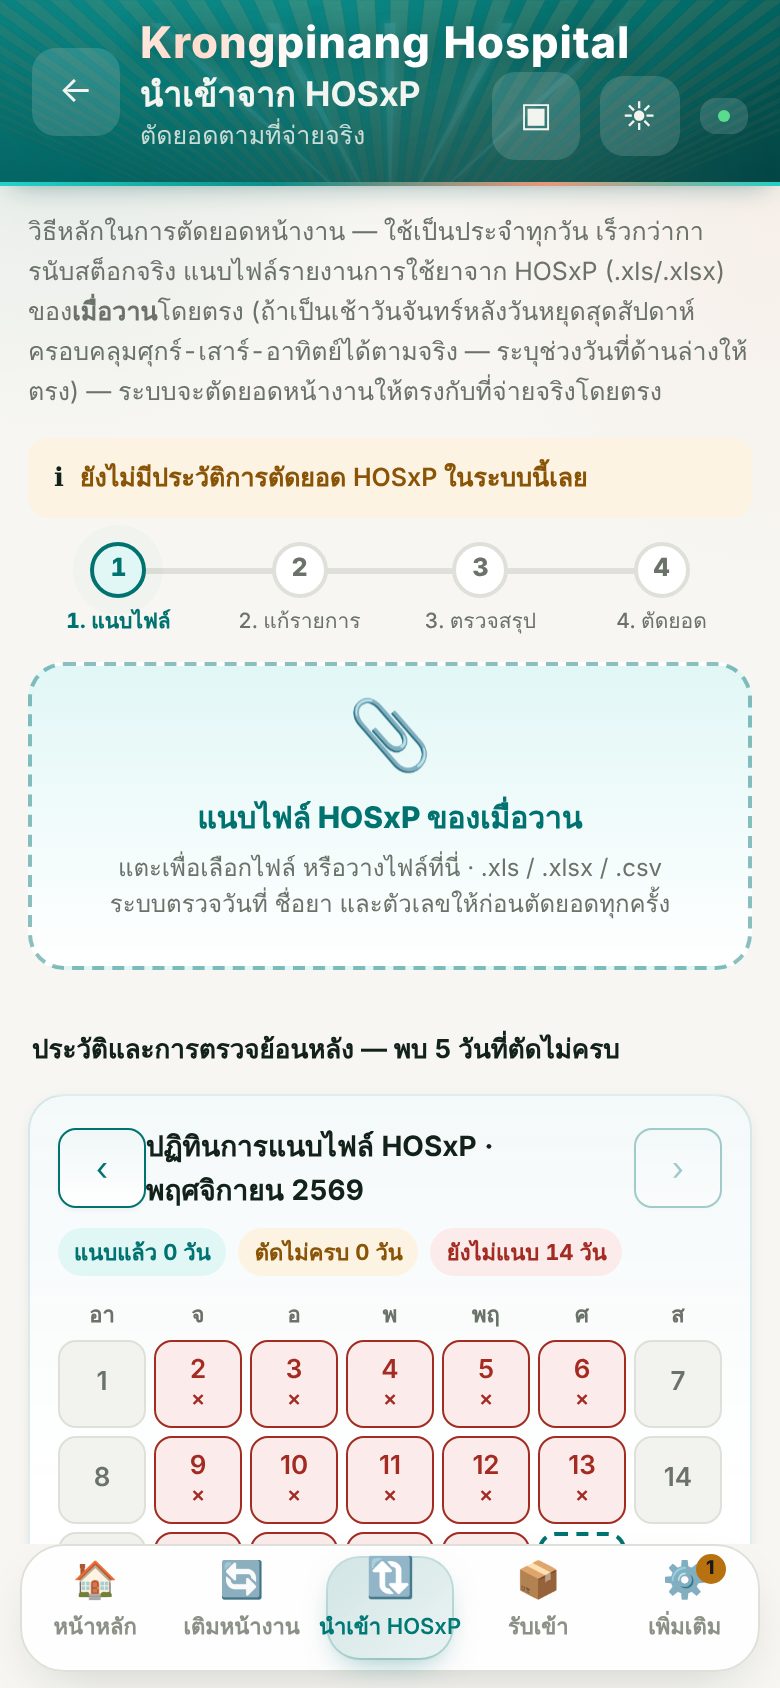 Krongpinang Hospital
นำเข้าจาก HOSxP
ตัดยอดตามที่จ่ายจริง
วิธีหลักในการตัดยอดหน้างาน — ใช้เป็นประจำทุกวัน เร็วกว่ากา
รนับสต็อกจริง แนบไฟล์รายงานการใช้ยาจาก HOSxP (.xls/.xlsx)
ของเมื่อวานโดยตรง (ถ้าเป็นเช้าวันจันทร์หลังวันหยุดสุดสัปดาห์
ครอบคลุมศุกร์-เสาร์-อาทิตย์ได้ตามจริง — ระบุช่วงวันที่ด้านล่างให้
ตรง) — ระบบจะตัดยอดหน้างานให้ตรงกับที่จ่ายจริงโดยตรง
ℹ ยังไม่มีประวัติการตัดยอด HOSxP ในระบบนี้เลย
1 2 3 4
1. แนบไฟล์ 2. แก้รายการ 3. ตรวจสรุป 4. ตัดยอด
แนบไฟล์ HOSxP ของเมื่อวาน
แตะเพื่อเลือกไฟล์ หรือวางไฟล์ที่นี่ · .xls / .xlsx / .csv
ระบบตรวจวันที่ ชื่อยา และตัวเลขให้ก่อนตัดยอดทุกครั้ง
ประวัติและการตรวจย้อนหลัง — พบ 5 วันที่ตัดไม่ครบ
‹ ปฏิทินการแนบไฟล์ HOSxP · ›
พฤศจิกายน 2569
แนบแล้ว 0 วัน ตัดไม่ครบ 0 วัน ยังไม่แนบ 14 วัน
อา จ อ พ พฤ ศ ส
1 2 3 4 5 6 7
× × × × ×
8 9 10 11 12 13 14
× × × × ×
1
หน้าหลัก เติมหน้างาน นำเข้า HOSxP รับเข้า เพิ่มเติม